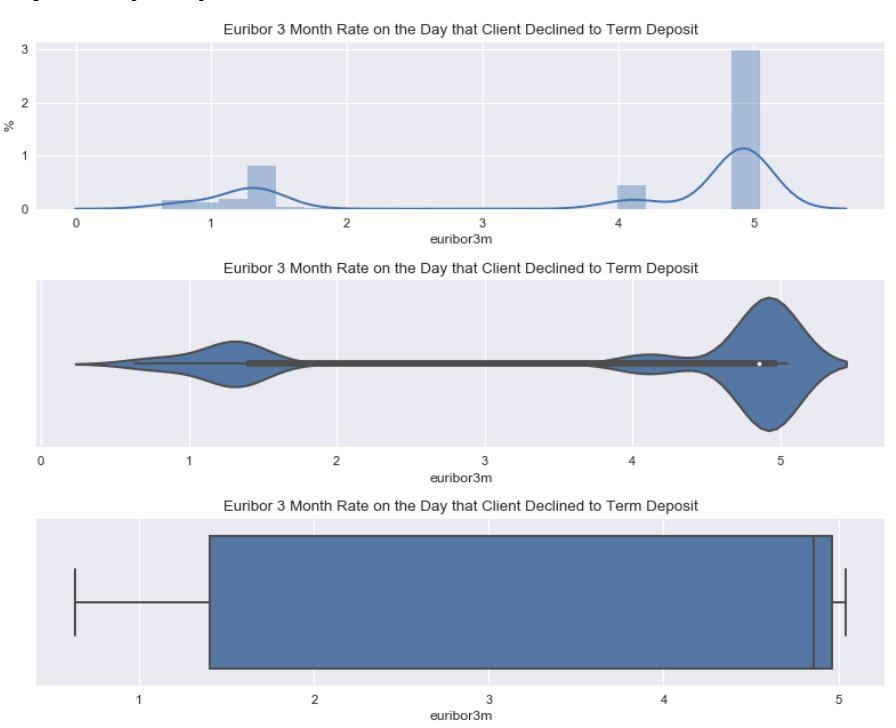 Euribor 3 Month Rate on the Day that Client Declined to Term Deposit
3
2
1
0
%
0 1 2 3 4 5
euribor3m
Euribor 3 Month Rate on the Day that Client Declined to Term Deposit
0 1 2 3 4 5
euribor3m
Euribor 3 Month Rate on the Day that Client Declined to Term Deposit
1 2 3 4 5
euribor3m